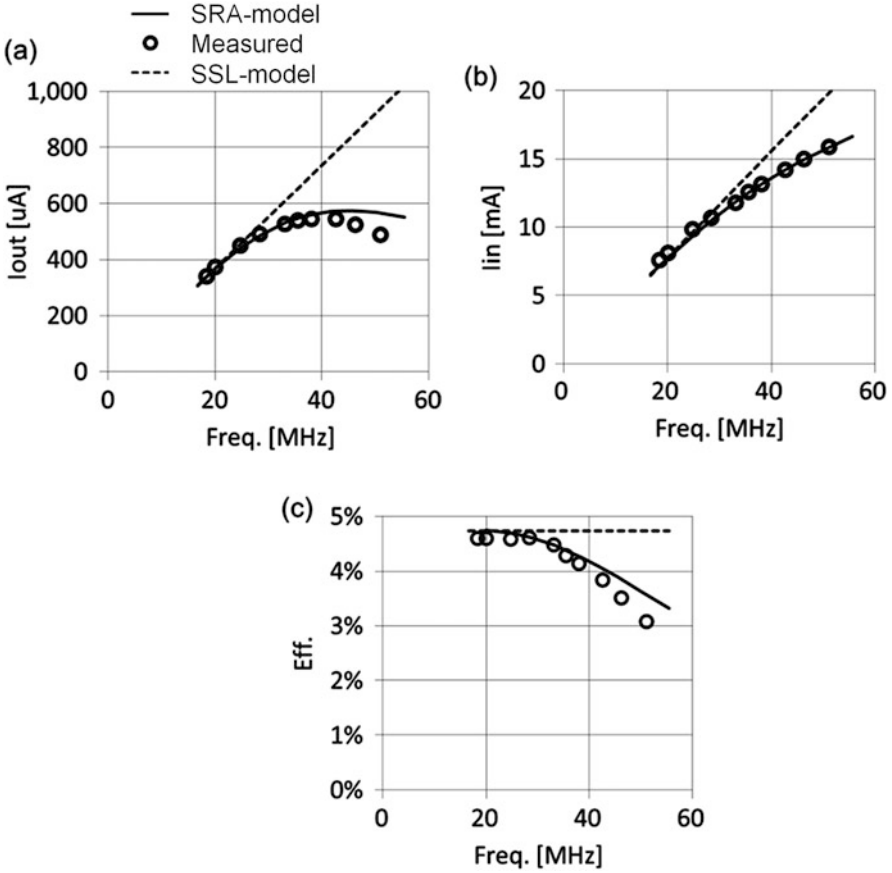 SRA-model
Measured
SSL-model
(a)
1,000
800
600
400
200
0
Iout [uA]
0 20 40 60
Freq. [MHz]
(b)
20
15
10
5
0
Iin [mA]
0 20 40 60
Freq. [MHz]
(c)
5%
4%
3%
2%
1%
0%
Eff.
0 20 40 60
Freq. [MHz]